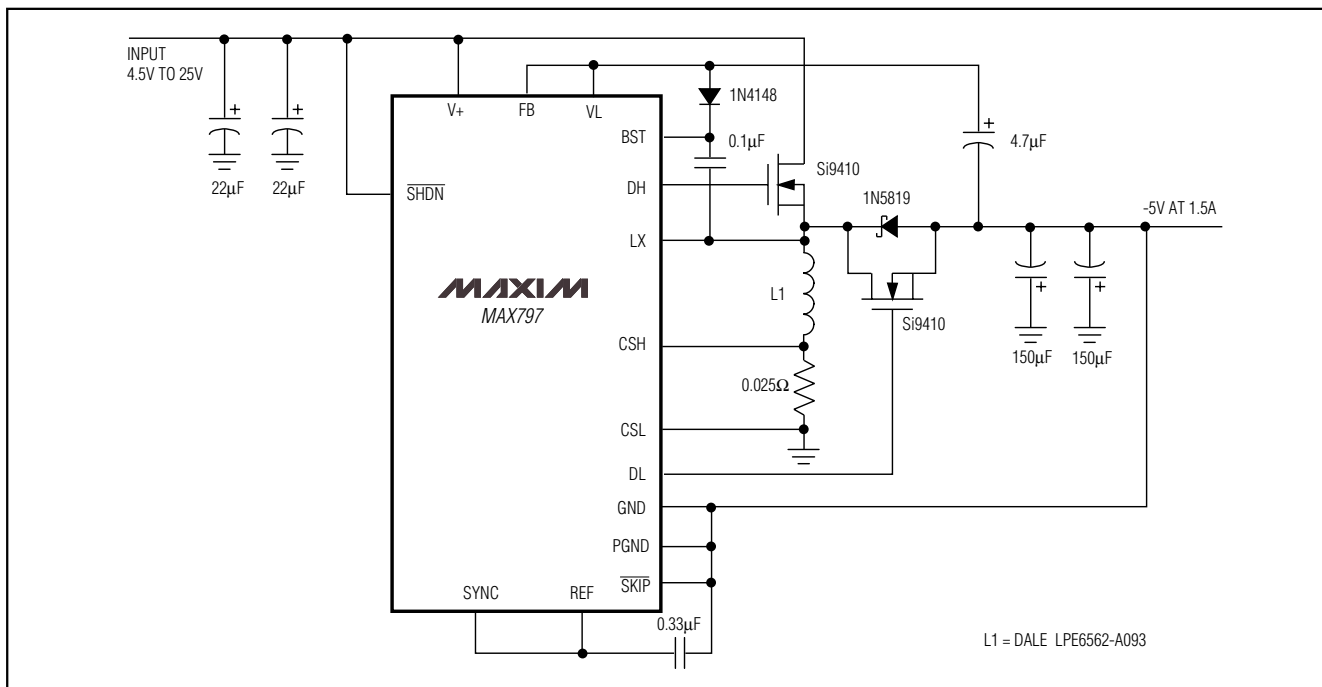 INPUT
4.5V TO 25V
+
+
22µF
22µF
V+
FB
VL
SHDN
1N4148
BST
0.1µF
DH
Si9410
+
4.7µF
1N5819
-5V AT 1.5A
LX
MAXIM
MAX797
L1
Si9410
+
+
150µF
150µF
CSH
0.025Ω
CSL
DL
GND
PGND
SKIP
SYNC
REF
0.33µF
L1 = DALE LPE6562-A093